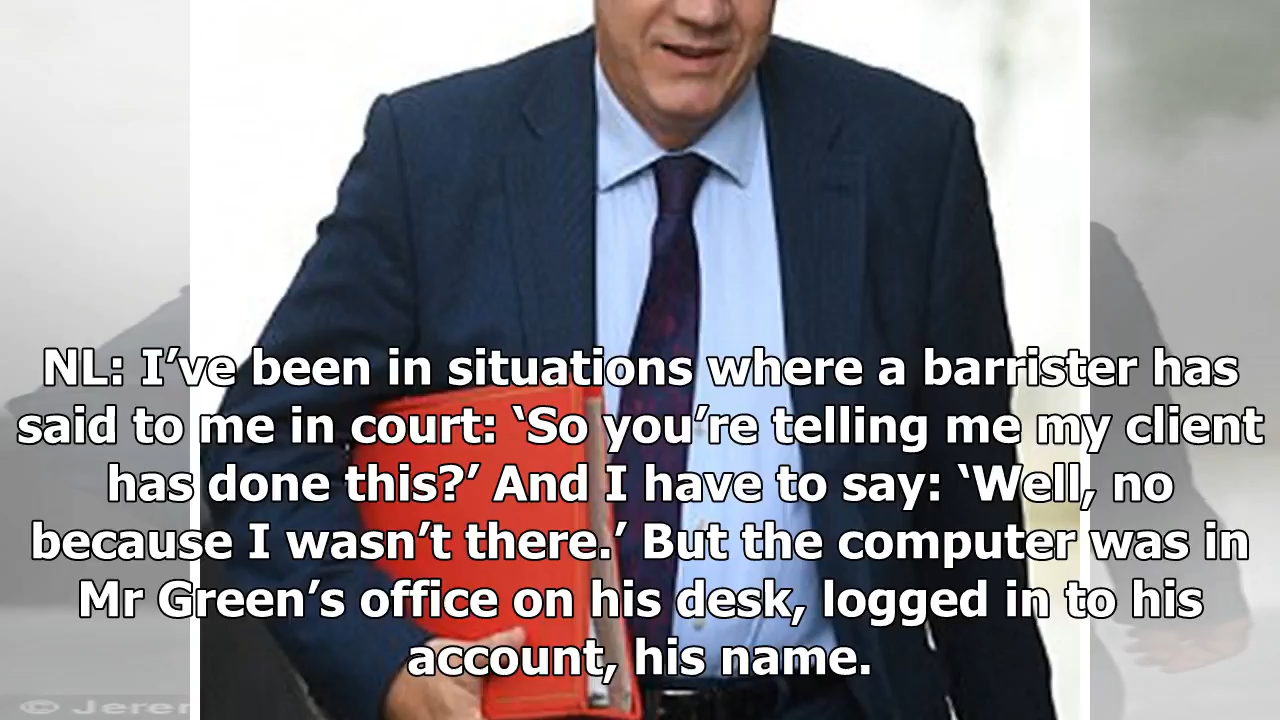 NL: I’ve been in situations where a barrister has
said to me in court: ‘So you’re telling me my client
has done this?’ And I have to say: ‘Well, no
because I wasn’t there.’ But the computer was in
Mr Green’s office on his desk, logged in to his
account, his name.
©